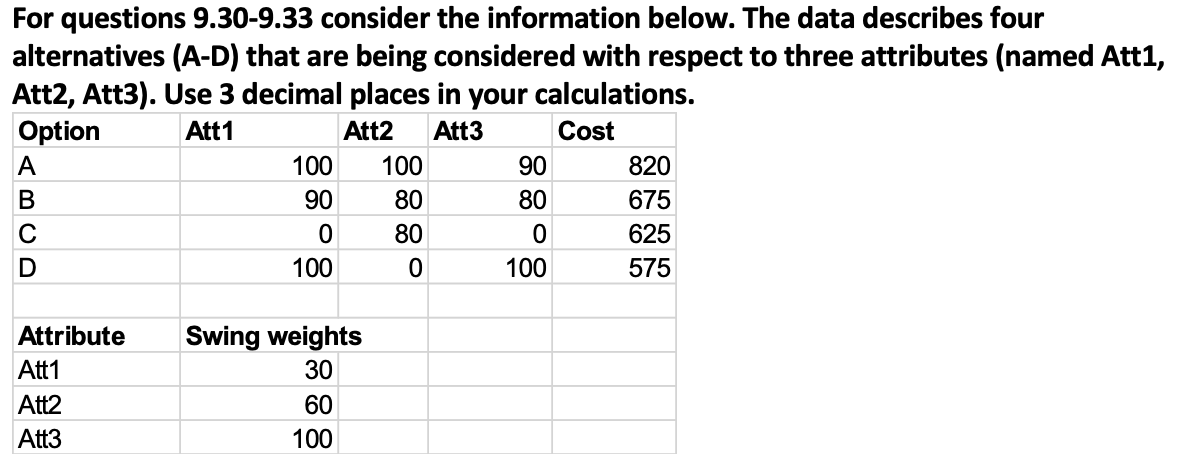 For questions 9.30-9.33 consider the information below. The data describes four
alternatives (A-D) that are being considered with respect to three attributes (named Att1,
Att2, Att3). Use 3 decimal places in your calculations.
Option Att1 Att2 Att3 Cost
A 100 100 90 820
B 90 80 80 675
C 0 80 0 625
D 100 0 100 575
Attribute Swing weights
Att1 30
Att2 60
Att3 100